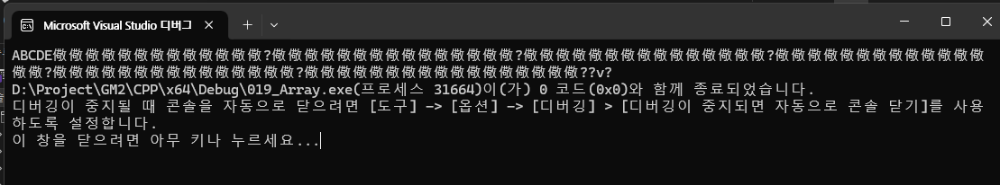 Microsoft Visual Studio 디버그
ABCDE儆儆儆儆儆儆儆儆儆儆儆儆儆?儆儆儆儆儆儆儆儆儆儆儆儆儆儆儆?儆儆儆儆儆儆儆儆儆儆儆儆儆儆儆?儆儆儆儆儆儆儆儆儆儆儆儆儆
儆儆?儆儆儆儆儆儆儆儆儆儆儆儆儆儆儆?儆儆儆儆儆儆儆儆儆儆儆儆儆儆儆儆儆??v?
D:\Project\GM2\CPP\x64\Debug\019_Array.exe(프로세스 31664)이(가) 0 코드(0x0)와 함께 종료되었습니다.
디버깅이 중지될 때 콘솔을 자동으로 닫으려면 [도구] -> [옵션] -> [디버깅] > [디버깅이 중지되면 자동으로 콘솔 닫기]를 사용
하도록 설정합니다.
이 창을 닫으려면 아무 키나 누르세요...